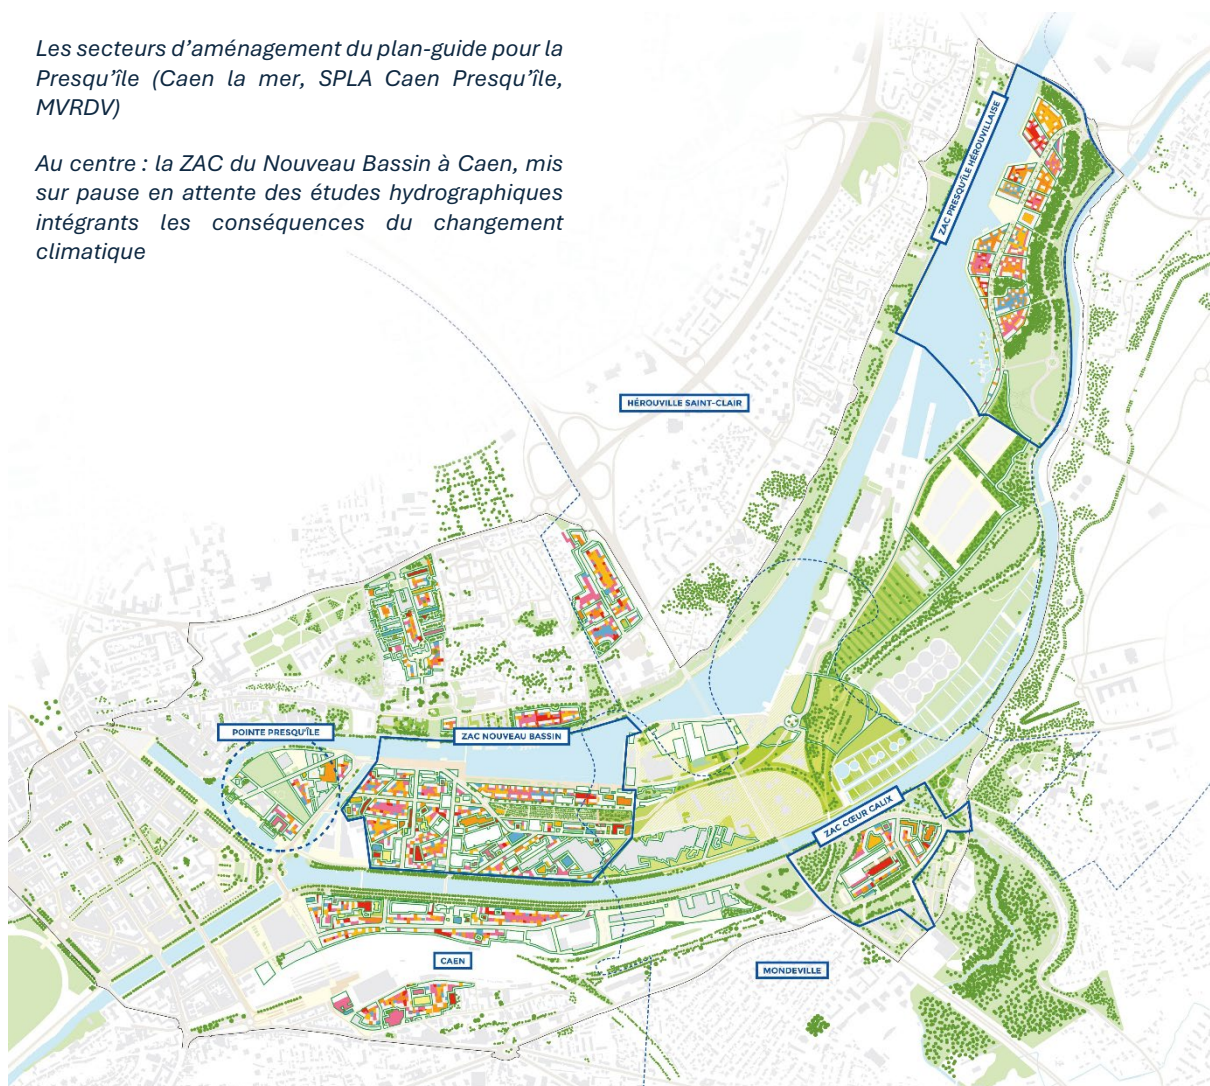 Les secteurs d’aménagement du plan-guide pour la
Presqu’île (Caen la mer, SPLA Caen Presqu’île,
MVRDV)
Au centre : la ZAC du Nouveau Bassin à Caen, mis
sur pause en attente des études hydrographiques
intégrants les conséquences du changement
climatique
ZAC PRESQU'ÎLE HÉROUVILLAISE
HÉROUVILLE SAINT-CLAIR
POINTE PRESQU'ÎLE
ZAC NOUVEAU BASSIN
ZAC CŒUR CALIX
CAEN
MONDEVILLE